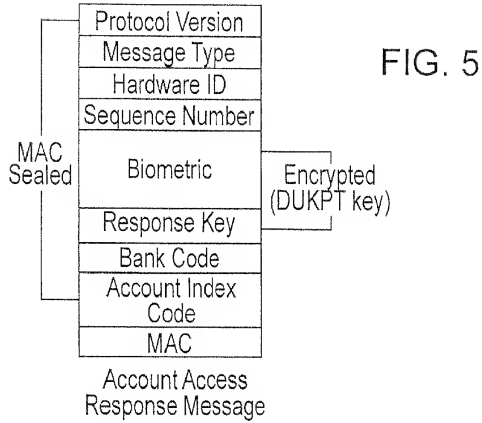 Protocol Version
Message Type
Hardware ID
Sequence Number
Biometric
Response Key
Bank Code
Account Index
Code
MAC
MAC
Sealed
Encrypted
(DUKPT key)
Account Access
Response Message
FIG. 5